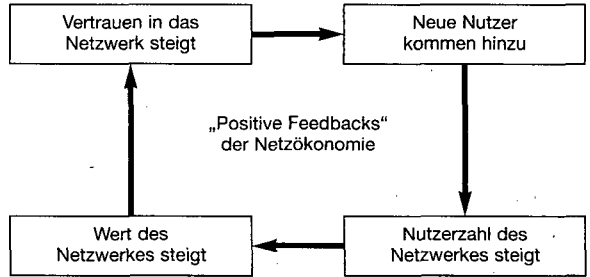 Vertrauen in das
Netzwerk steigt
Neue Nutzer
kommen hinzu
„Positive Feedbacks“
der Netzökonomie
Wert des
Netzwerkes steigt
Nutzerzahl des
Netzwerkes steigt